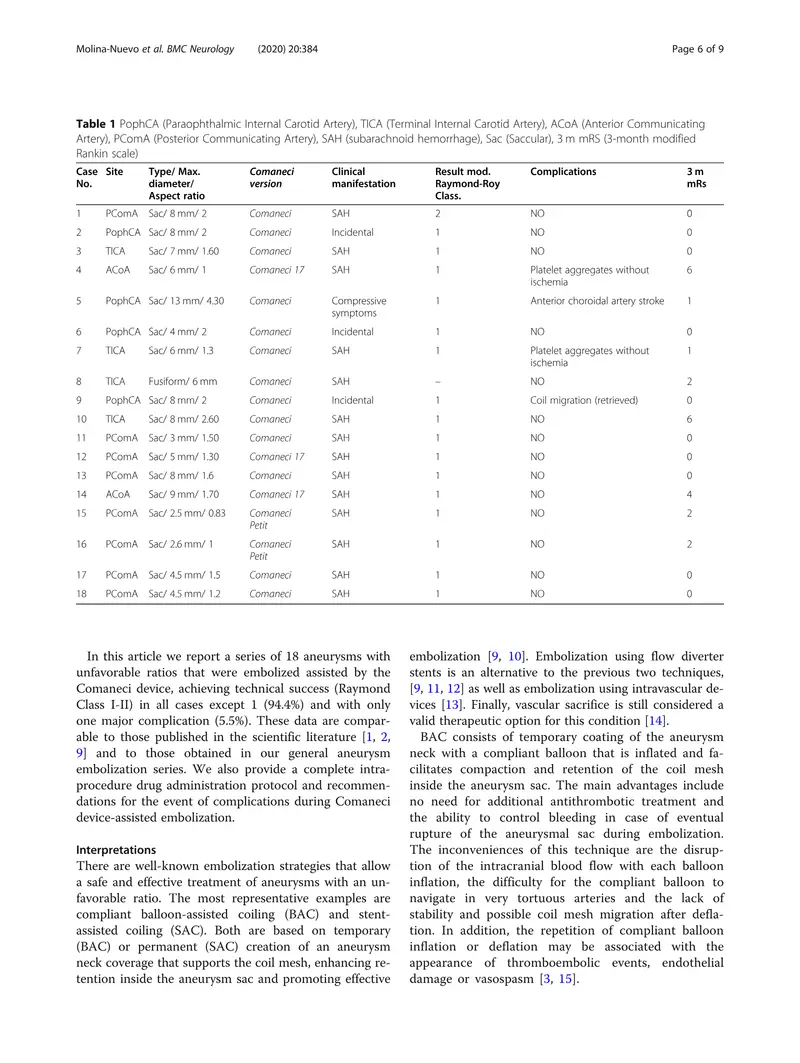 Molina-Nuevo et al. BMC Neurology (2020) 20:384 Page 6 of 9
Table 1 PophCA (Paraophthalmic Internal Carotid Artery), TICA (Terminal Internal Carotid Artery), ACoA (Anterior Communicating
Artery), PComA (Posterior Communicating Artery), SAH (subarachnoid hemorrhage), Sac (Saccular), 3 m mRS (3-month modified
Rankin scale)
Case No. Site Type/ Max. diameter/ Aspect ratio Comaneci version Clinical manifestation Result mod. Raymond-Roy Class. Complications 3 m mRs
1 PComA Sac/ 8 mm/ 2 Comaneci SAH 2 NO 0
2 PophCA Sac/ 8 mm/ 2 Comaneci Incidental 1 NO 0
3 TICA Sac/ 7 mm/ 1.60 Comaneci SAH 1 NO 0
4 ACoA Sac/ 6 mm/ 1 Comaneci 17 SAH 1 Platelet aggregates without ischemia 6
5 PophCA Sac/ 13 mm/ 4.30 Comaneci Compressive symptoms 1 Anterior choroidal artery stroke 1
6 PophCA Sac/ 4 mm/ 2 Comaneci Incidental 1 NO 0
7 TICA Sac/ 6 mm/ 1.3 Comaneci SAH 1 Platelet aggregates without ischemia 1
8 TICA Fusiform/ 6 mm Comaneci SAH – NO 2
9 PophCA Sac/ 8 mm/ 2 Comaneci Incidental 1 Coil migration (retrieved) 0
10 TICA Sac/ 8 mm/ 2.60 Comaneci SAH 1 NO 6
11 PComA Sac/ 3 mm/ 1.50 Comaneci SAH 1 NO 0
12 PComA Sac/ 5 mm/ 1.30 Comaneci 17 SAH 1 NO 0
13 PComA Sac/ 8 mm/ 1.6 Comaneci SAH 1 NO 0
14 ACoA Sac/ 9 mm/ 1.70 Comaneci 17 SAH 1 NO 4
15 PComA Sac/ 2.5 mm/ 0.83 Comaneci Petit SAH 1 NO 2
16 PComA Sac/ 2.6 mm/ 1 Comaneci Petit SAH 1 NO 2
17 PComA Sac/ 4.5 mm/ 1.5 Comaneci SAH 1 NO 0
18 PComA Sac/ 4.5 mm/ 1.2 Comaneci SAH 1 NO 0
In this article we report a series of 18 aneurysms with
unfavorable ratios that were embolized assisted by the
Comaneci device, achieving technical success (Raymond
Class I-II) in all cases except 1 (94.4%) and with only
one major complication (5.5%). These data are compar-
able to those published in the scientific literature [1, 2,
9] and to those obtained in our general aneurysm
embolization series. We also provide a complete intra-
procedure drug administration protocol and recommen-
dations for the event of complications during Comaneci
device-assisted embolization.
Interpretations
There are well-known embolization strategies that allow
a safe and effective treatment of aneurysms with an un-
favorable ratio. The most representative examples are
compliant balloon-assisted coiling (BAC) and stent-
assisted coiling (SAC). Both are based on temporary
(BAC) or permanent (SAC) creation of an aneurysm
neck coverage that supports the coil mesh, enhancing re-
tention inside the aneurysm sac and promoting effective
embolization [9, 10]. Embolization using flow diverter
stents is an alternative to the previous two techniques,
[9, 11, 12] as well as embolization using intravascular de-
vices [13]. Finally, vascular sacrifice is still considered a
valid therapeutic option for this condition [14].
BAC consists of temporary coating of the aneurysm
neck with a compliant balloon that is inflated and fa-
cilitates compaction and retention of the coil mesh
inside the aneurysm sac. The main advantages include
no need for additional antithrombotic treatment and
the ability to control bleeding in case of eventual
rupture of the aneurysmal sac during embolization.
The inconveniences of this technique are the disrup-
tion of the intracranial blood flow with each balloon
inflation, the difficulty for the compliant balloon to
navigate in very tortuous arteries and the lack of
stability and possible coil mesh migration after defla-
tion. In addition, the repetition of compliant balloon
inflation or deflation may be associated with the
appearance of thromboembolic events, endothelial
damage or vasospasm [3, 15].